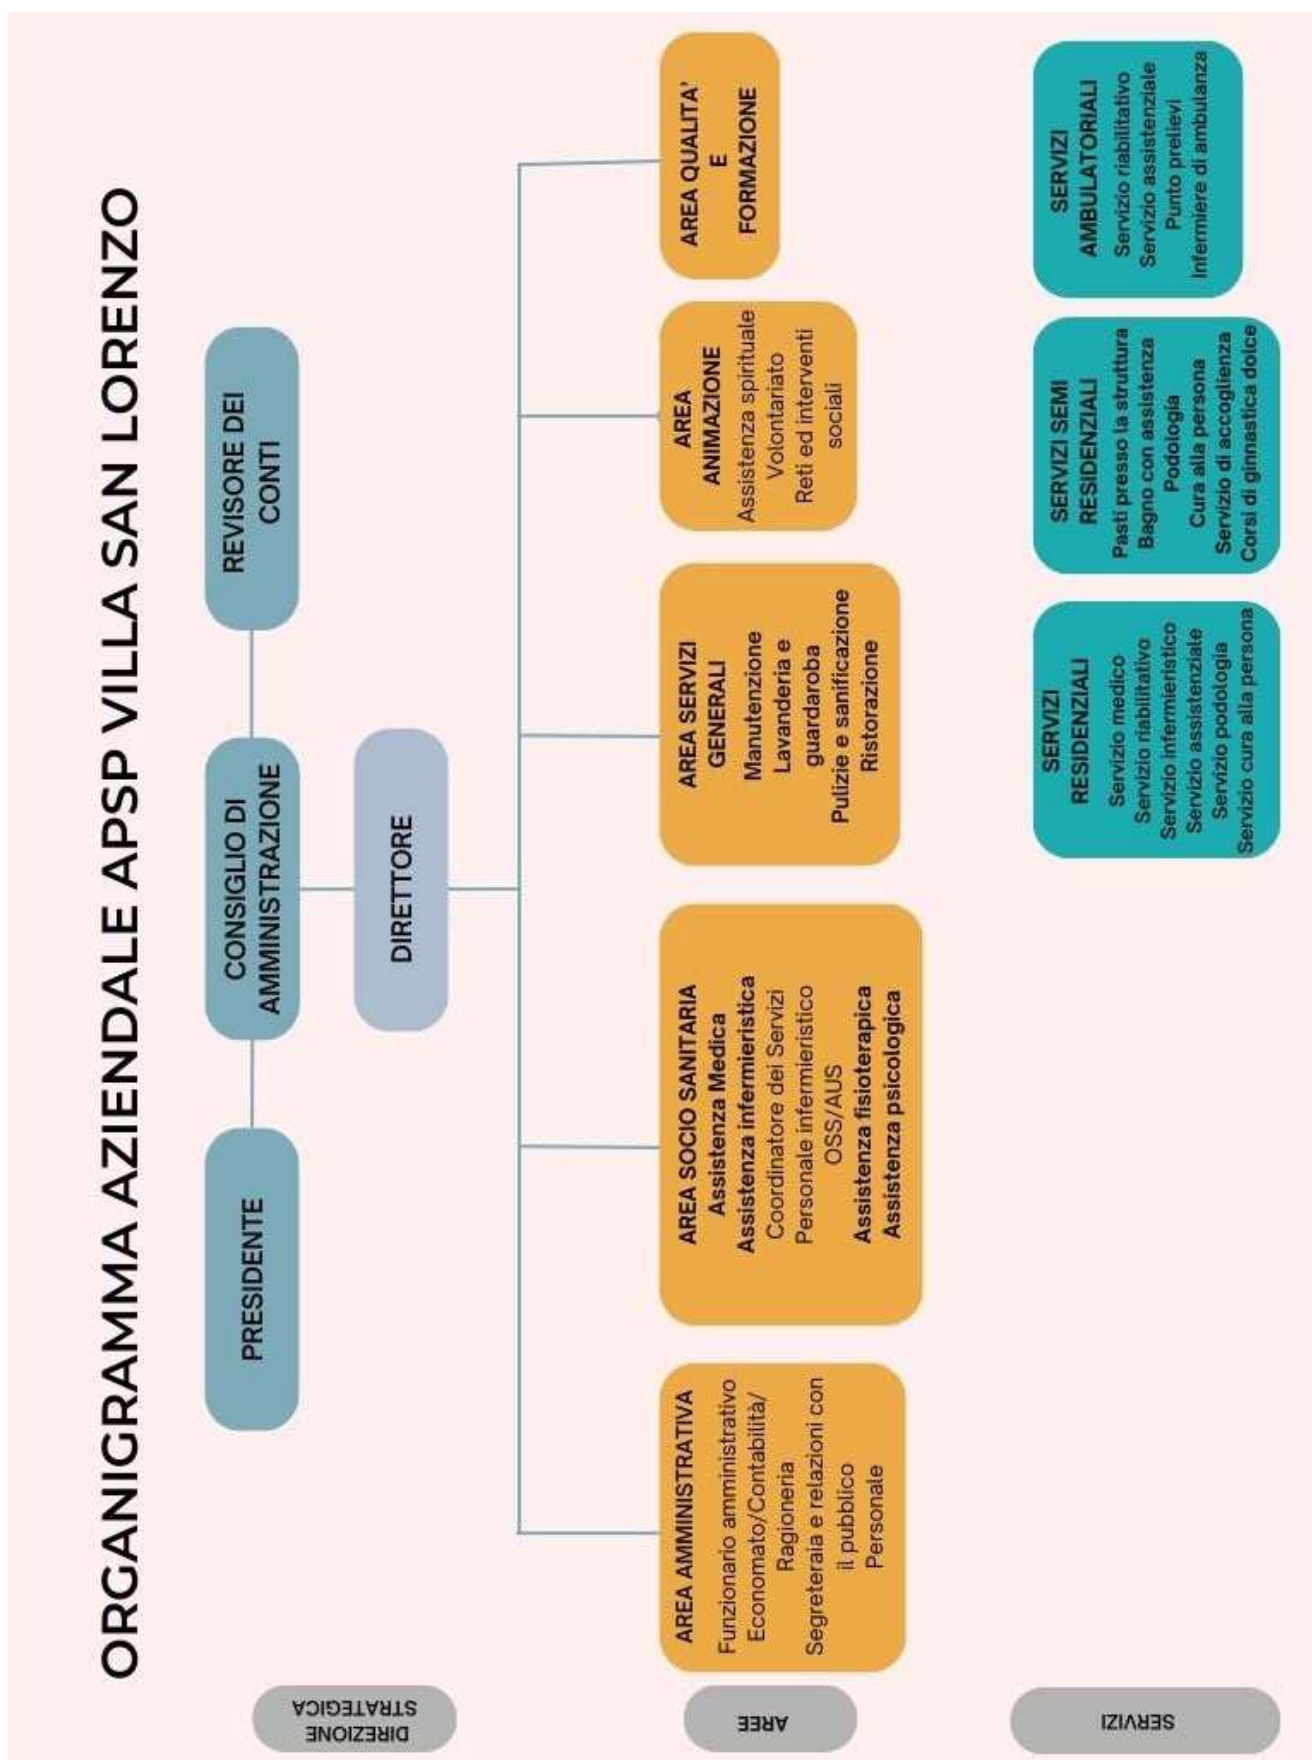 ORGANIGRAMMA AZIENDALE APSP VILLA SAN LORENZO
DIREZIONE
STRATEGICA
PRESIDENTE
CONSIGLIO DI
AMMINISTRAZIONE
REVISORE DEI
CONTI
DIRETTORE
AREE
AREA AMMINISTRATIVA
Funzionario amministrativo
Economato/Contabilità/
Ragioneria
Segreteraia e relazioni con
il pubblico
Personale
AREA SOCIO SANITARIA
Assistenza Medica
Assistenza infermieristica
Coordinatore dei Servizi
Personale infermieristico
OSS/AUS
Assistenza fisioterapica
Assistenza psicologica
AREA SERVIZI
GENERALI
Manutenzione
Lavanderia e
guardaroba
Pulizie e sanificazione
Ristorazione
AREA
ANIMAZIONE
Assistenza spirituale
Volontariato
Reti ed interventi
sociali
AREA QUALITA'
E
FORMAZIONE
SERVIZI
SERVIZI
RESIDENZIALI
Servizio medico
Servizio riabilitativo
Servizio infermieristico
Servizio assistenziale
Servizio podologia
Servizio cura alla persona
SERVIZI SEMI
RESIDENZIALI
Pasti presso la struttura
Bagno con assistenza
Podologia
Cura alla persona
Servizio di accoglienza
Corsi di ginnastica dolce
SERVIZI
AMBULATORIALI
Servizio riabilitativo
Servizio assistenziale
Punto prelievi
Infermiere di ambulanza